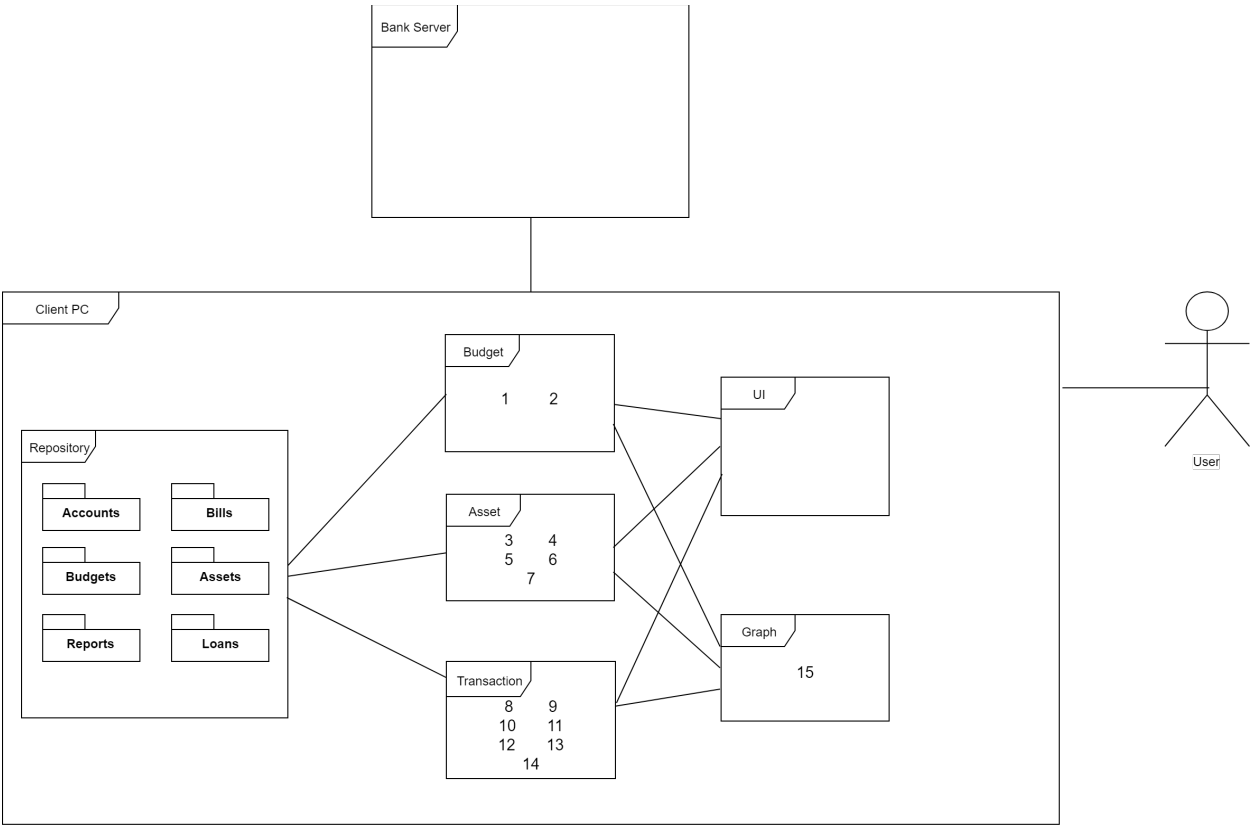 Bank Server
Client PC
Repository
Accounts
Bills
Budgets
Assets
Reports
Loans
Budget
1 2
Asset
3 4
5 6
7
Transaction
8 9
10 11
12 13
14
UI
Graph
15
User